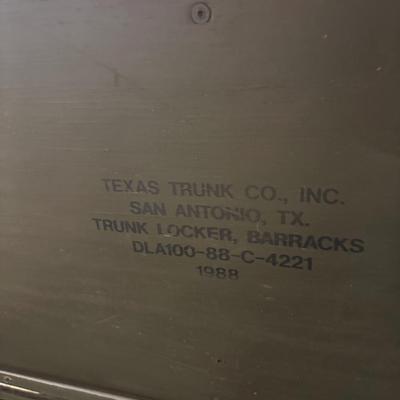 TEXAS TRUNK CO., INC.
SAN ANTONIO, TX.
TRUNK LOCKER, BARRACKS
DLA100-88-C-4221
1988